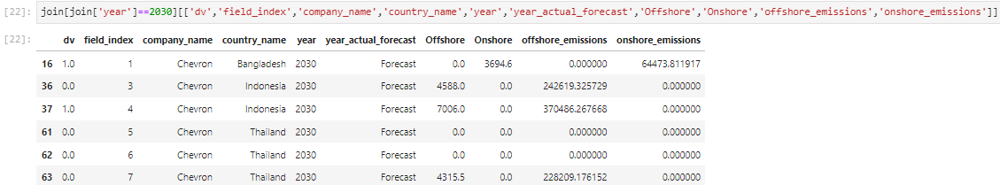 [22]: join[join['year']==2030][['dv','field_index','company_name','country_name','year','year_actual_forecast','Offshore','Onshore','offshore_emissions','onshore_emissions']]
[22]:
dv field_index company_name country_name year year_actual_forecast Offshore Onshore offshore_emissions onshore_emissions
16 1.0 1 Chevron Bangladesh 2030 Forecast 0.0 3694.6 0.000000 64473.811917
36 0.0 3 Chevron Indonesia 2030 Forecast 4588.0 0.0 242619.325729 0.000000
37 1.0 4 Chevron Indonesia 2030 Forecast 7006.0 0.0 370486.267668 0.000000
61 0.0 5 Chevron Thailand 2030 Forecast 0.0 0.0 0.000000 0.000000
62 0.0 6 Chevron Thailand 2030 Forecast 0.0 0.0 0.000000 0.000000
63 0.0 7 Chevron Thailand 2030 Forecast 4315.5 0.0 228209.176152 0.000000